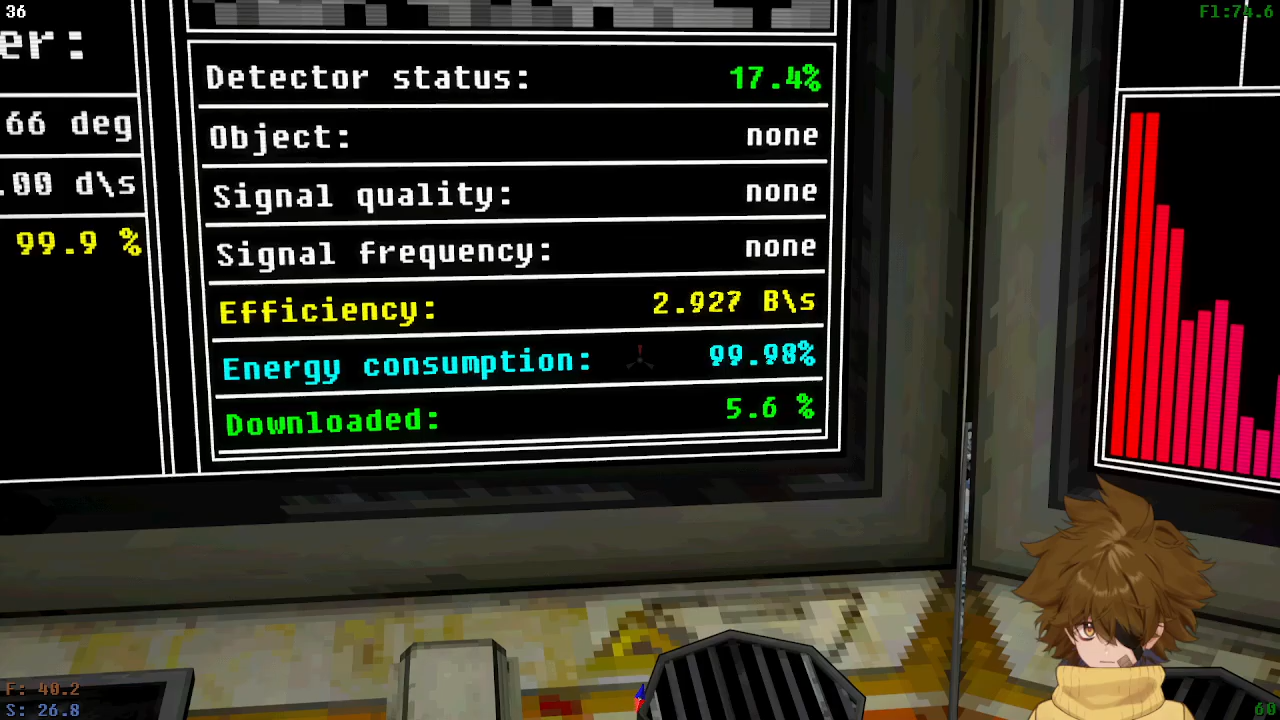 36
F1:74.6
er:
66 deg
.00 d\s
99.9 %
Detector status: 17.4%
Object: none
Signal quality: none
Signal frequency: none
Efficiency: 2.927 B\s
Energy consumption: 99.98%
Downloaded: 5.6 %
F: 40.2
S: 26.8
60